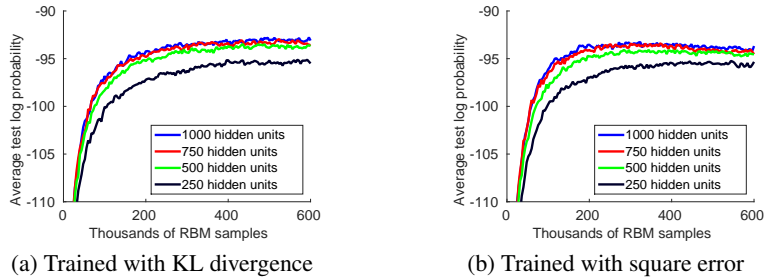 -90
-95
-100
-105
-110
Average test log probability
1000 hidden units
750 hidden units
500 hidden units
250 hidden units
0 200 400 600
Thousands of RBM samples
(a) Trained with KL divergence
-90
-95
-100
-105
-110
Average test log probability
1000 hidden units
750 hidden units
500 hidden units
250 hidden units
0 200 400 600
Thousands of RBM samples
(b) Trained with square error